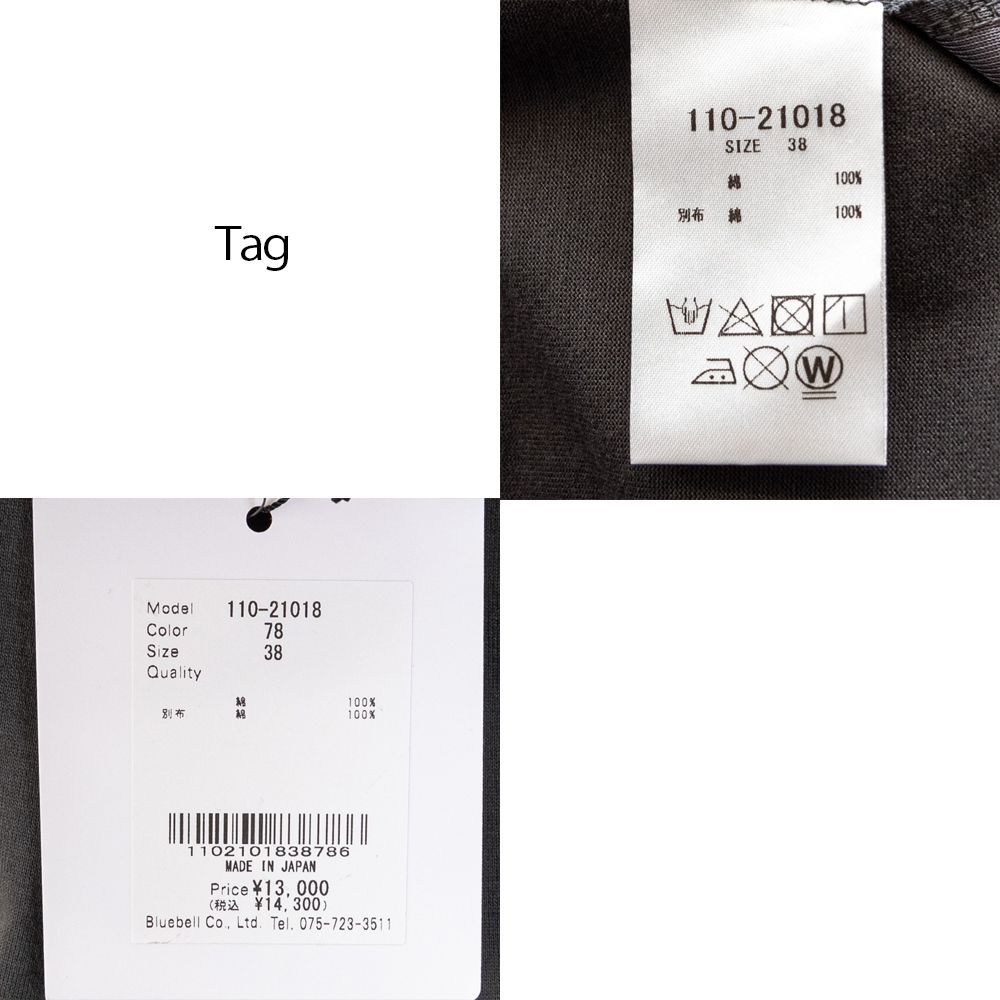 Tag
110-21018
SIZE 38
綿 100%
別布 綿 100%
W
Model 110-21018
Color 78
Size 38
Quality
綿 100%
別布 綿 100%
1102101838786
MADE IN JAPAN
Price ¥13,000
(税込 ¥14,300)
Bluebell Co., Ltd. Tel. 075-723-3511